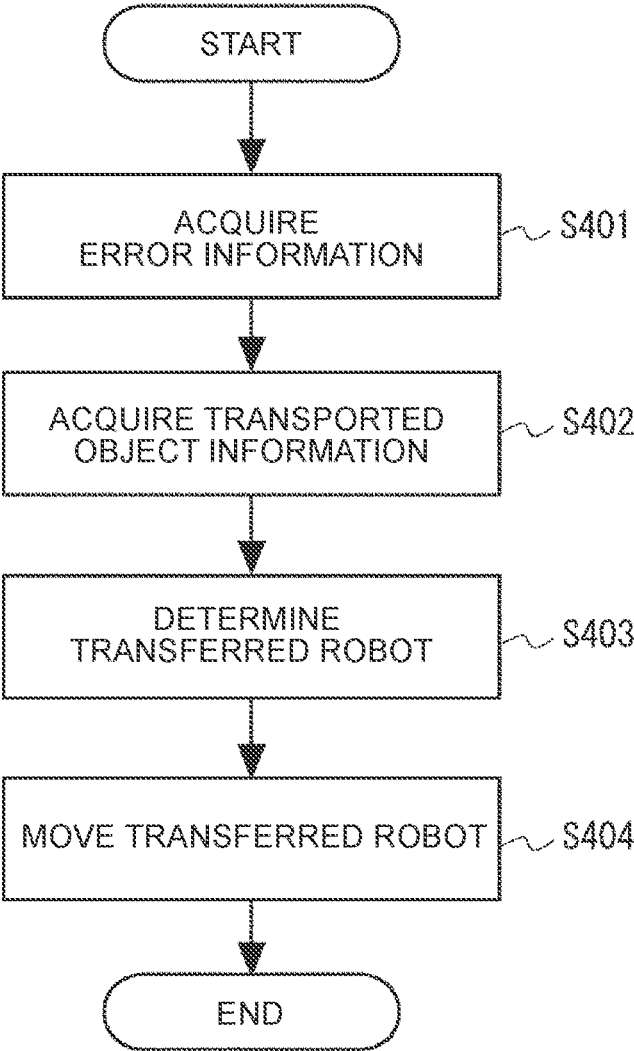 START
ACQUIRE
ERROR INFORMATION
S401
ACQUIRE TRANSPORTED
OBJECT INFORMATION
S402
DETERMINE
TRANSFERRED ROBOT
S403
MOVE TRANSFERRED ROBOT
S404
END